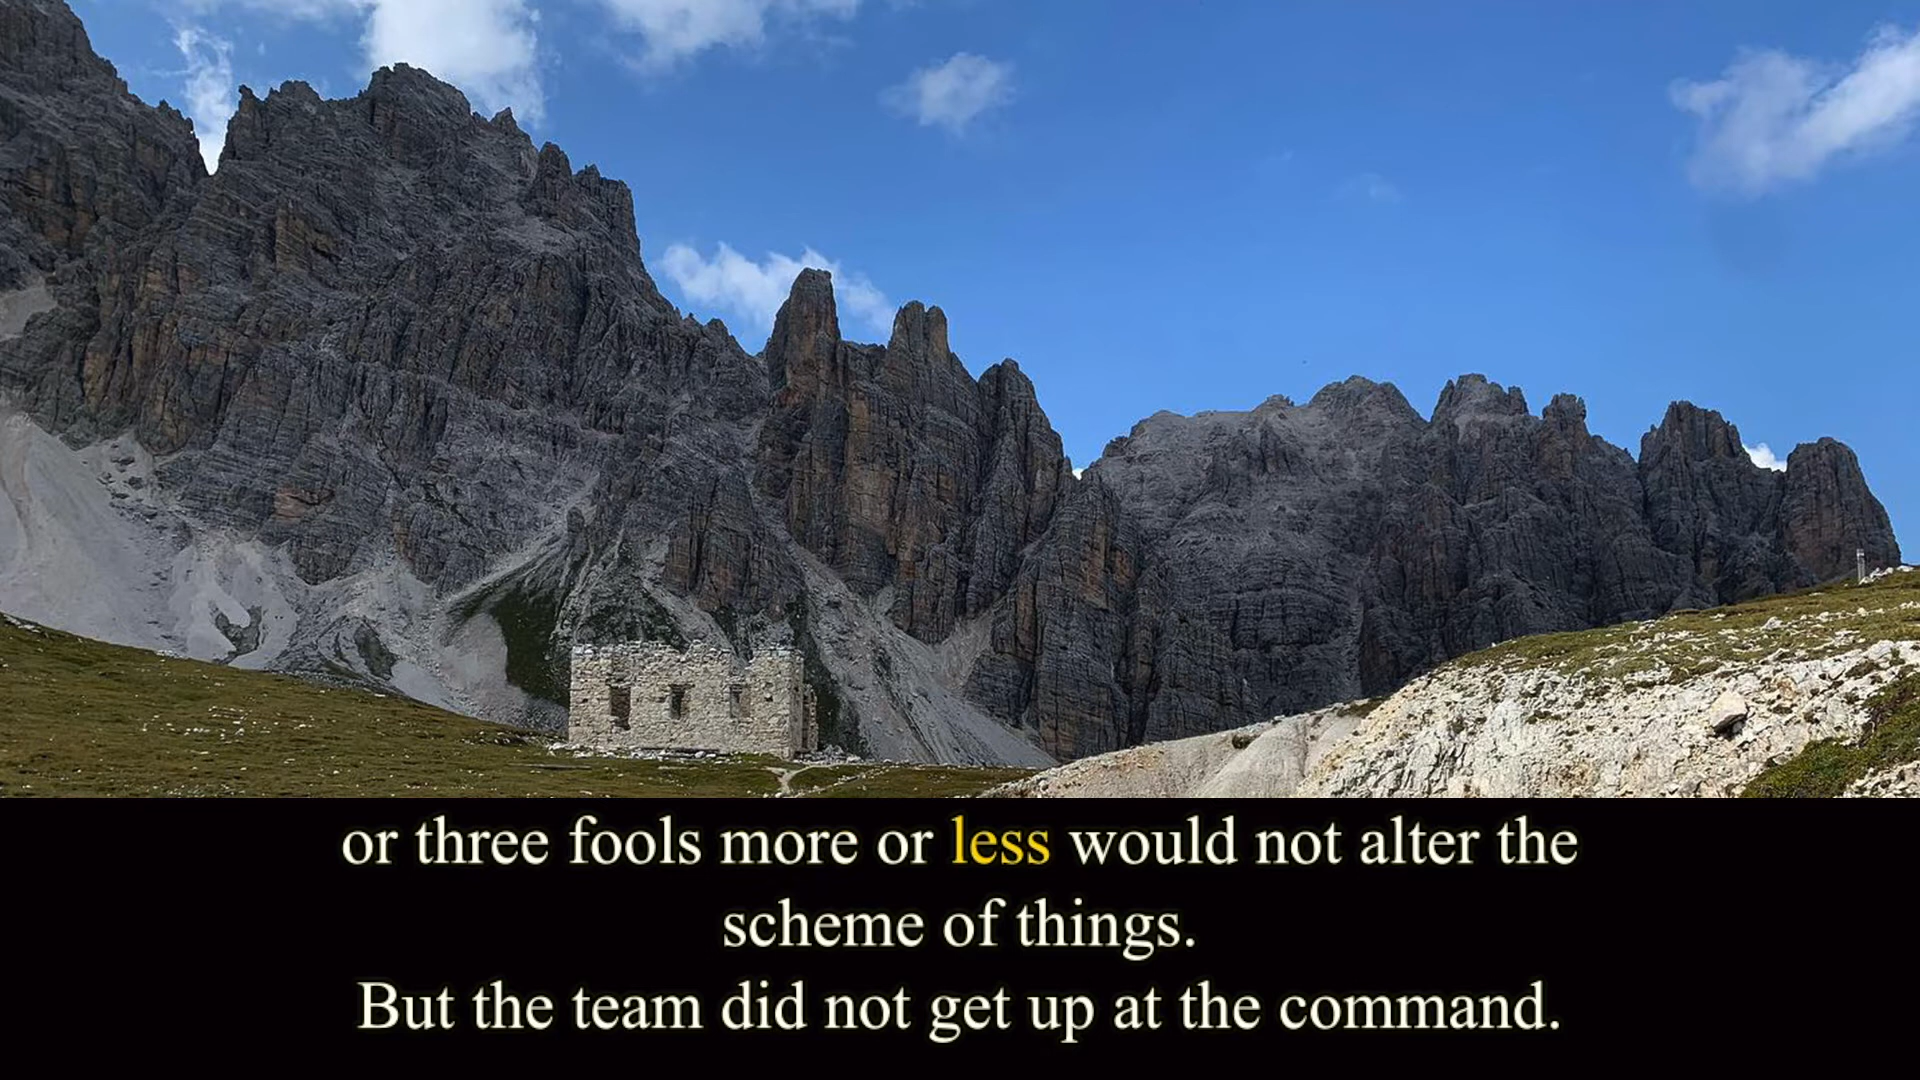 or three fools more or less would not alter the
scheme of things.
But the team did not get up at the command.